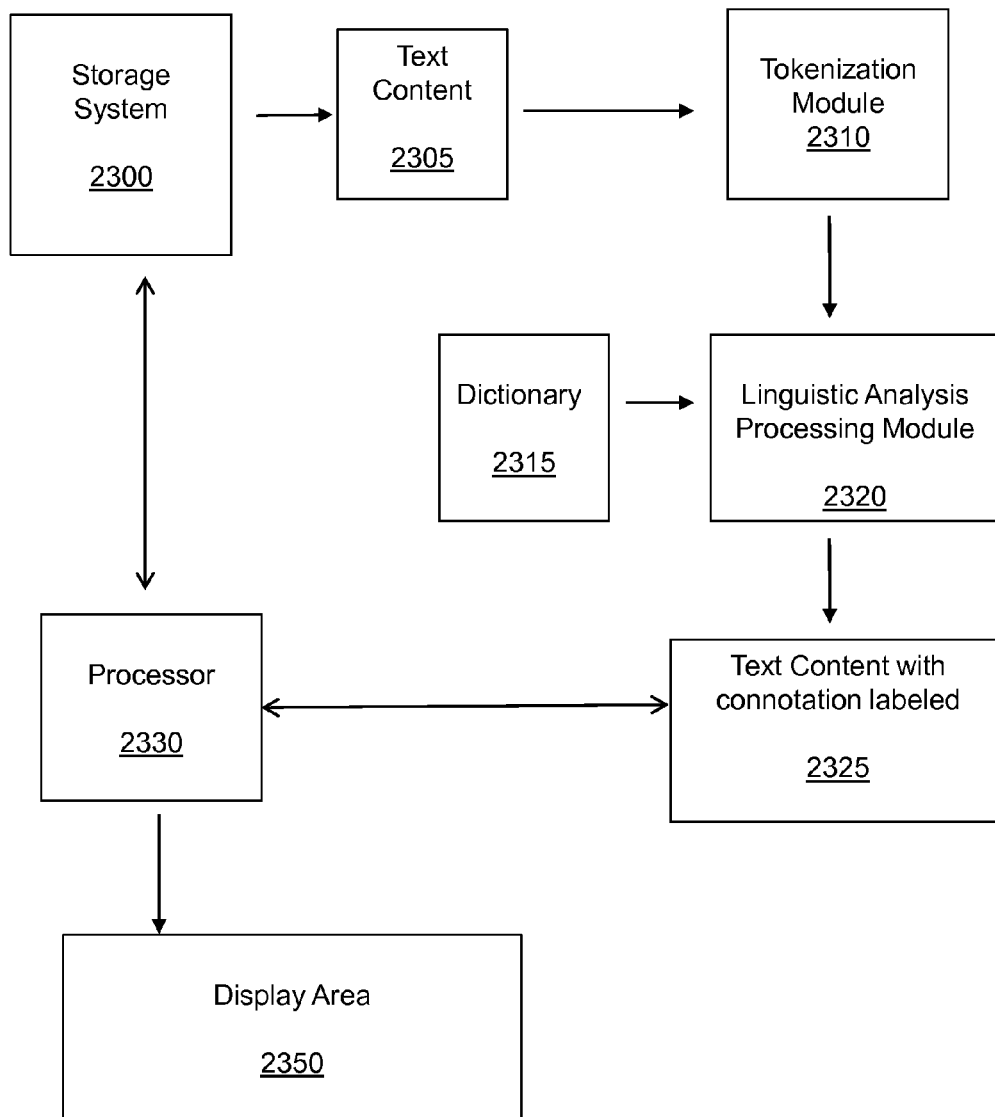 Storage
System
2300
Text
Content
2305
Tokenization
Module
2310
Dictionary
2315
Linguistic Analysis
Processing Module
2320
Processor
2330
Text Content with
connotation labeled
2325
Display Area
2350